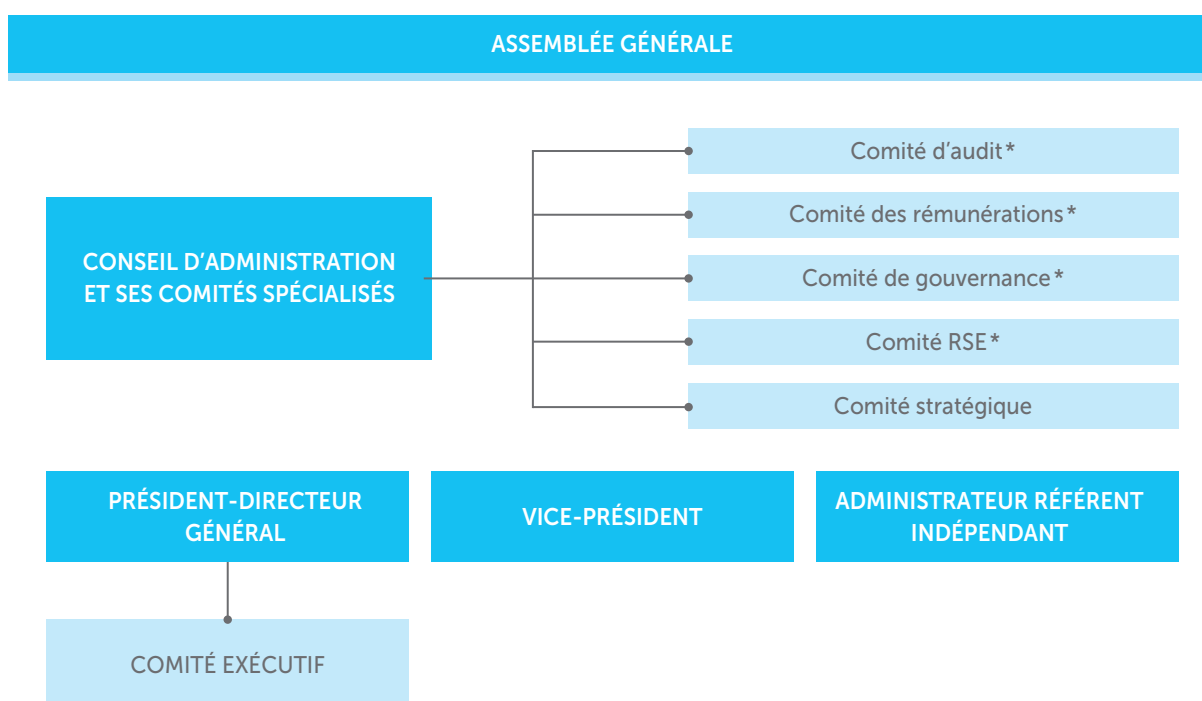 ASSEMBLÉE GÉNÉRALE
CONSEIL D’ADMINISTRATION
ET SES COMITÉS SPÉCIALISÉS
Comité d’audit*
Comité des rémunérations*
Comité de gouvernance*
Comité RSE*
Comité stratégique
PRÉSIDENT-DIRECTEUR
GÉNÉRAL
VICE-PRÉSIDENT
ADMINISTRATEUR RÉFÉRENT
INDÉPENDANT
COMITÉ EXÉCUTIF